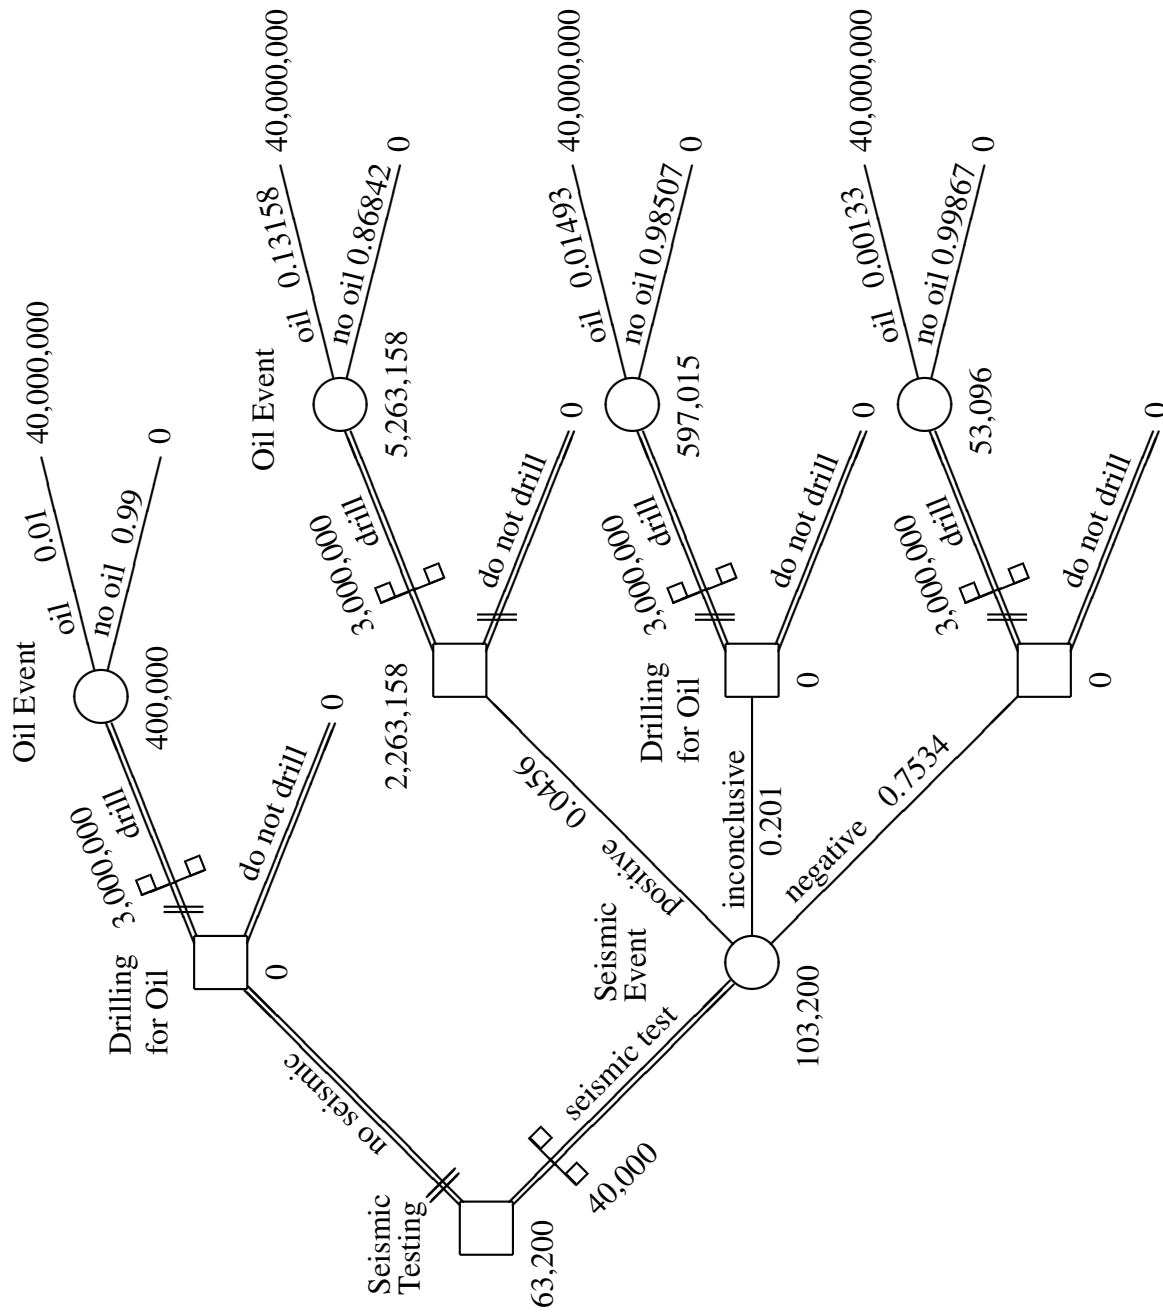 Seismic
Testing
63,200
no seismic
seismic test
40,000
Drilling
for Oil
0
3,000,000
drill
do not drill
0
Oil Event
400,000
oil 0.01
40,000,000
no oil 0.99
0
Seismic
Event
103,200
positive 0.0456
inconclusive
0.201
negative 0.7534
2,263,158
3,000,000
drill
do not drill
0
Oil Event
5,263,158
oil 0.13158
40,000,000
no oil 0.86842
0
Drilling
for Oil
0
3,000,000
drill
do not drill
0
597,015
oil 0.01493
40,000,000
no oil 0.98507
0
0
3,000,000
drill
do not drill
0
53,096
oil 0.00133
40,000,000
no oil 0.99867
0